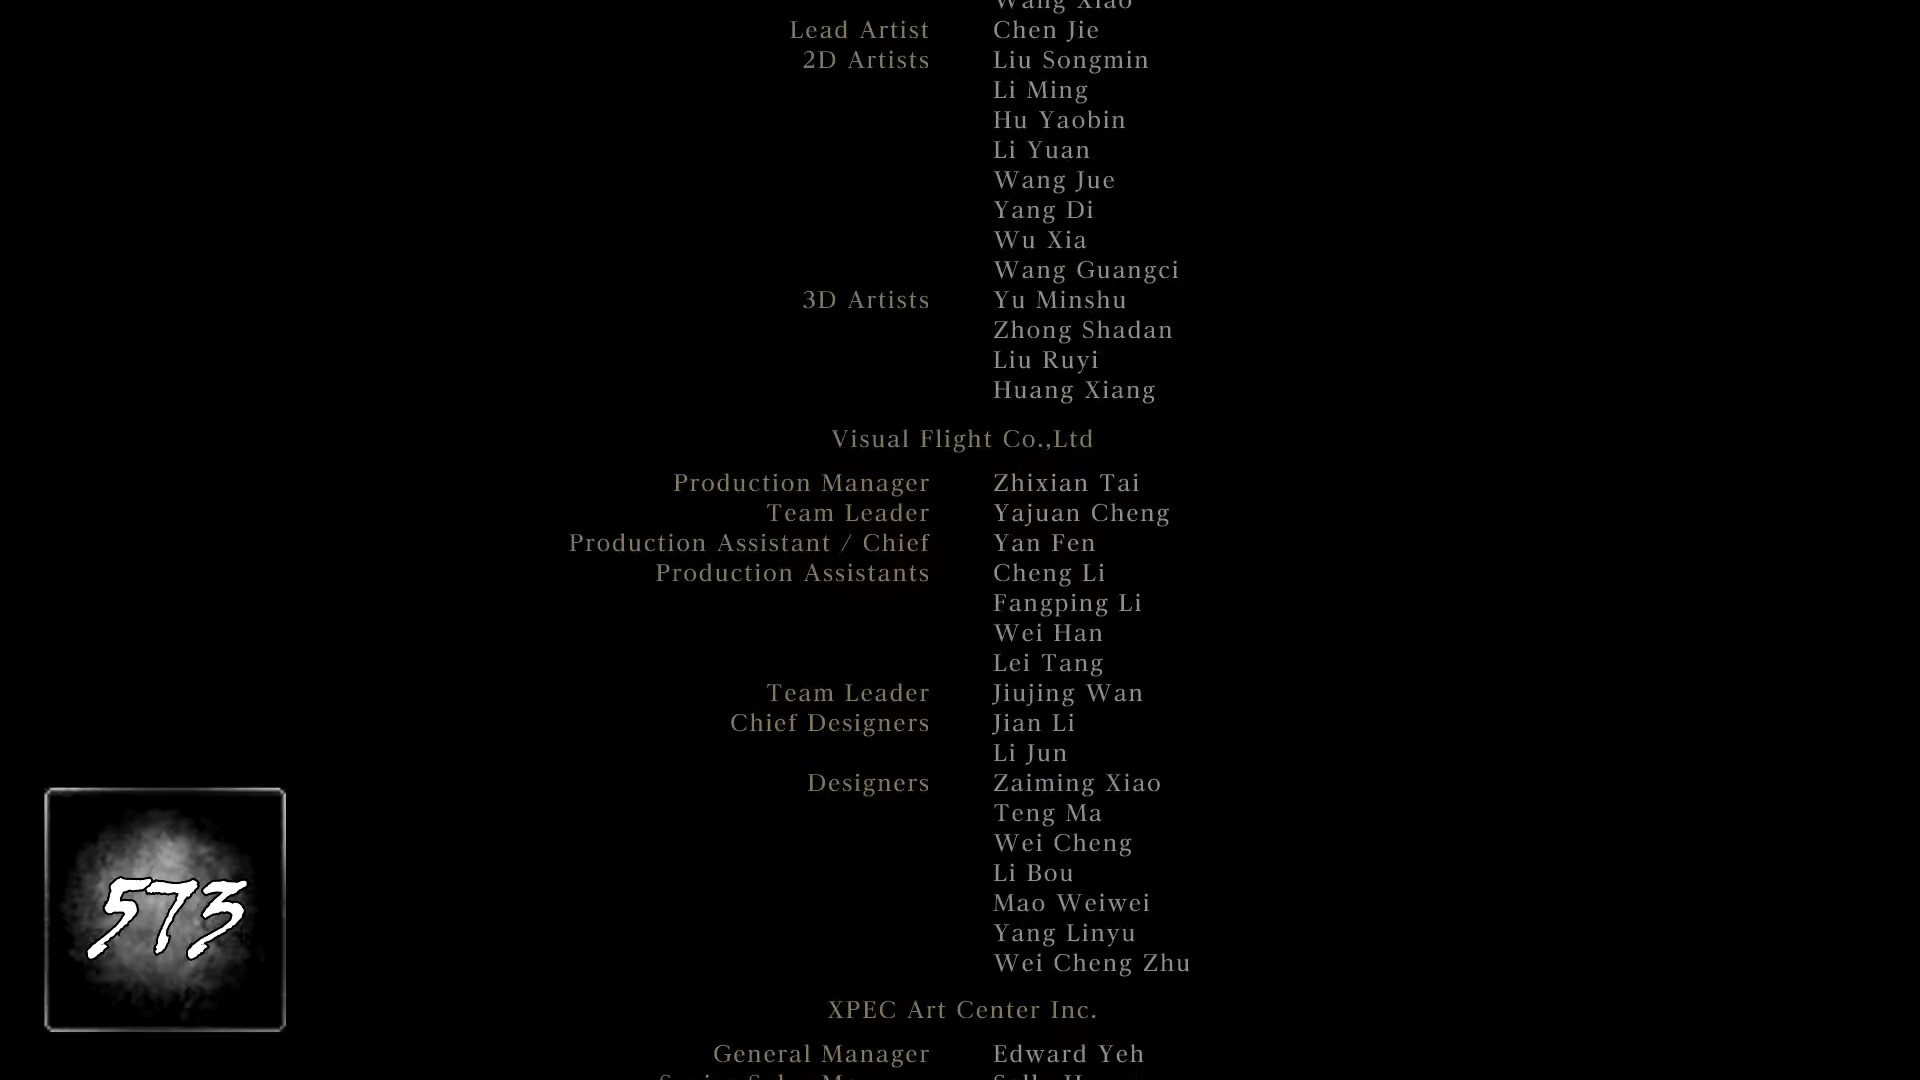 Wang Xiao
Lead Artist Chen Jie
2D Artists Liu Songmin
Li Ming
Hu Yaobin
Li Yuan
Wang Jue
Yang Di
Wu Xia
Wang Guangci
3D Artists Yu Minshu
Zhong Shadan
Liu Ruyi
Huang Xiang
Visual Flight Co.,Ltd
Production Manager Zhixian Tai
Team Leader Yajuan Cheng
Production Assistant / Chief Yan Fen
Production Assistants Cheng Li
Fangping Li
Wei Han
Lei Tang
Team Leader Jiujing Wan
Chief Designers Jian Li
Li Jun
Designers Zaiming Xiao
Teng Ma
Wei Cheng
Li Bou
Mao Weiwei
Yang Linyu
Wei Cheng Zhu
573
XPEC Art Center Inc.
General Manager Edward Yeh